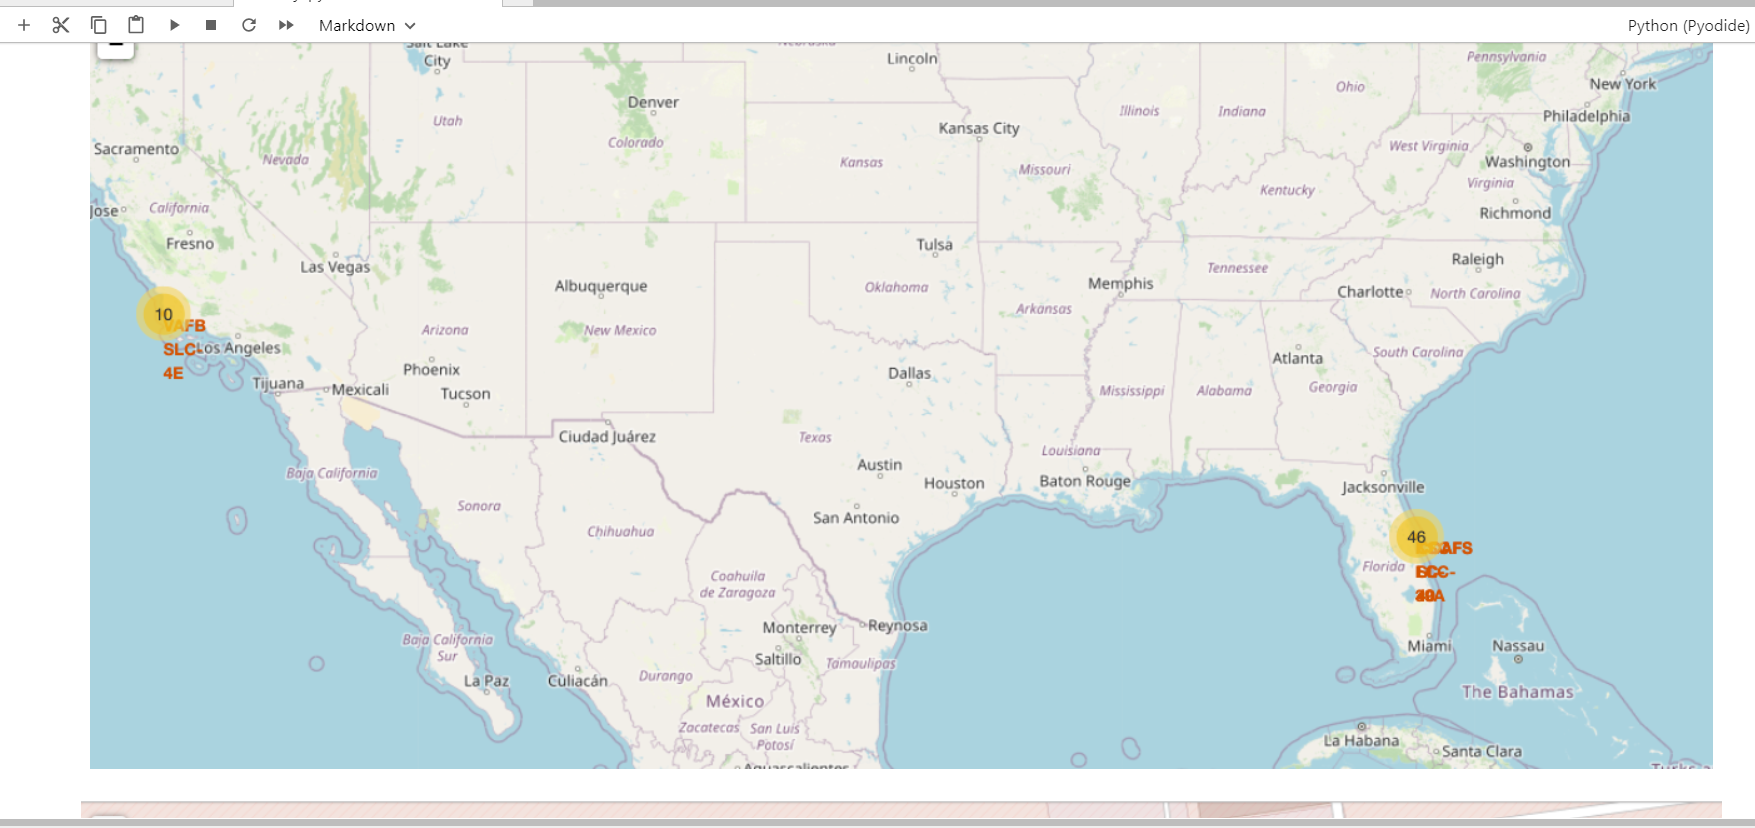 Markdown
Python (Pyodide)
Salt Lake
City
Nebraska
Lincoln
Pennsylvania
New York
Denver
Ohio
Illinois
Indiana
Philadelphia
Utah
Colorado
Kansas City
Sacramento
Nevada
Kansas
Missouri
West Virginia
Washington
Kentucky
Virginia
Jose
California
Richmond
Fresno
Las Vegas
Tulsa
Tennessee
Raleigh
Albuquerque
Oklahoma
Memphis
Charlotte
North Carolina
10
VAFB
SLC-
4E
Los Angeles
Arizona
New Mexico
Arkansas
Atlanta
South Carolina
Phoenix
Dallas
Tijuana
Mexicali
Tucson
Mississippi
Alabama
Georgia
Ciudad Juárez
Texas
Louisiana
Baja California
Austin
Houston
Baton Rouge
Jacksonville
Sonora
Chihuahua
San Antonio
46
AFS
Florida
Coahuila
de Zaragoza
Baja California
Sur
Monterrey
Reynosa
Saltillo
Tamaulipas
Miami
Nassau
La Paz
Culiacán
Durango
México
The Bahamas
Zacatecas
San Luis
Potosí
La Habana
Santa Clara
Aguascalientes